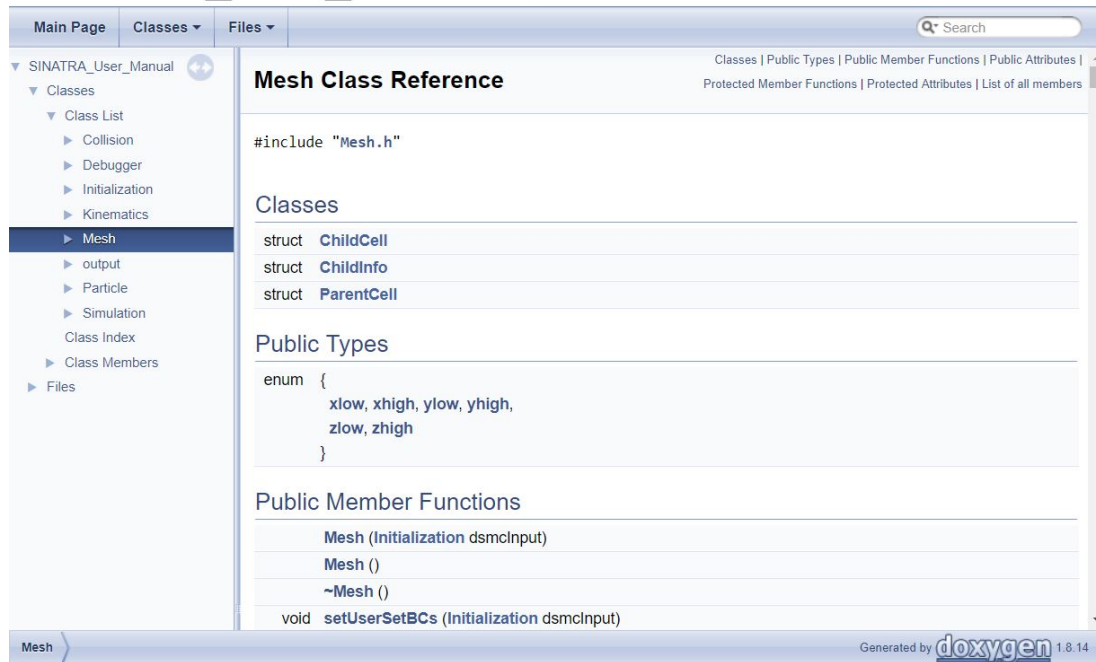 Main Page Classes Files Search
SINATRA_User_Manual
Classes
Class List
Collision
Debugger
Initialization
Kinematics
Mesh
output
Particle
Simulation
Class Index
Class Members
Files
Mesh Class Reference
Classes | Public Types | Public Member Functions | Public Attributes |
Protected Member Functions | Protected Attributes | List of all members
#include "Mesh.h"
Classes
struct ChildCell
struct ChildInfo
struct ParentCell
Public Types
enum {
xlow, xhigh, ylow, yhigh,
zlow, zhigh
}
Public Member Functions
Mesh (Initialization dsmcInput)
Mesh ()
~Mesh ()
void setUserSetBCs (Initialization dsmcInput)
Mesh
Generated by doxygen 1.8.14